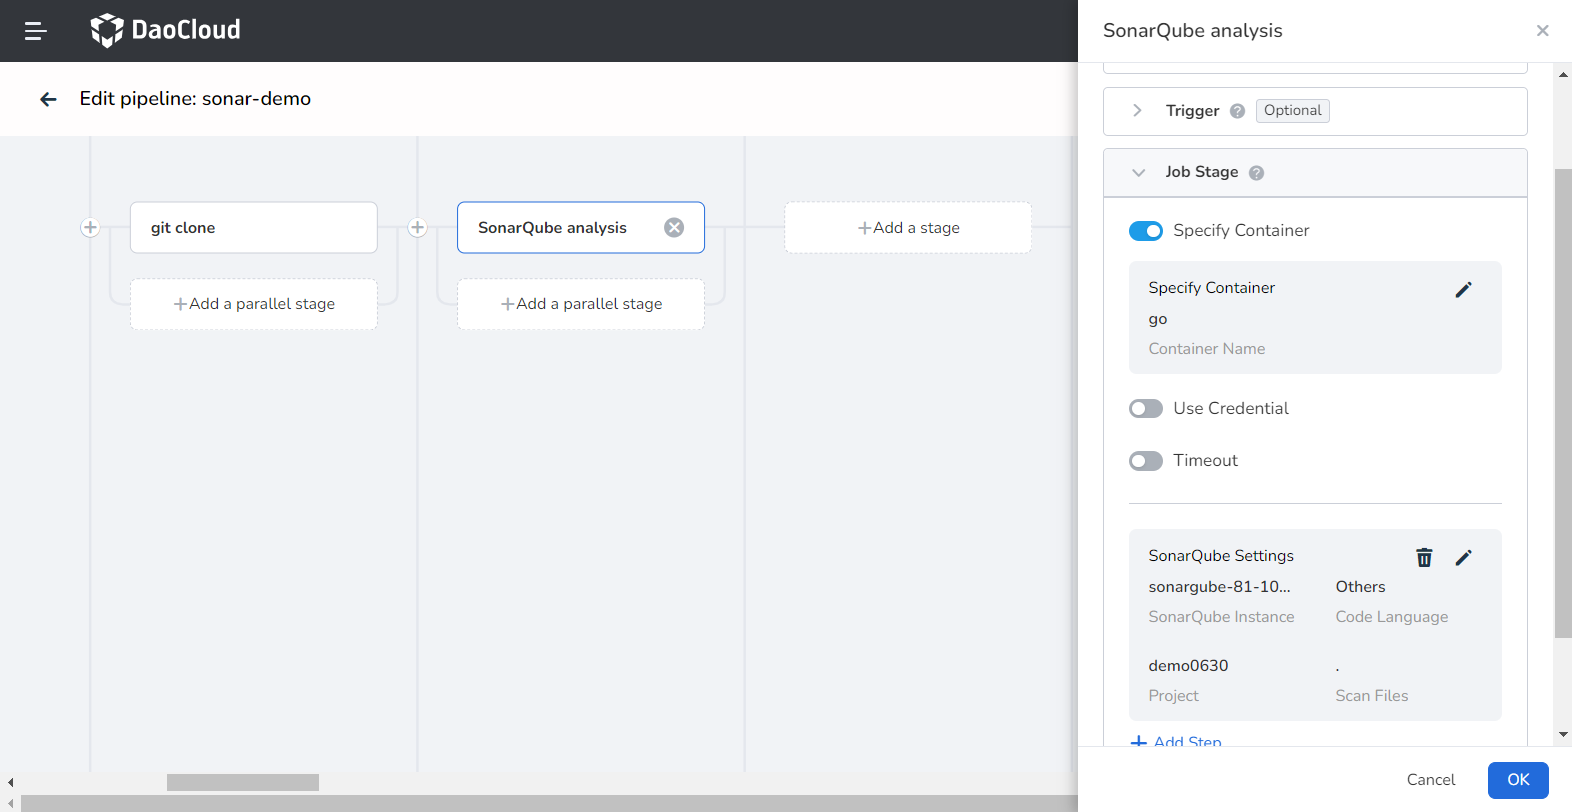 DaoCloud
Edit pipeline: sonar-demo
git clone
SonarQube analysis
+Add a stage
+Add a parallel stage
+Add a parallel stage
SonarQube analysis
Trigger
Optional
Job Stage
Specify Container
Specify Container
go
Container Name
Use Credential
Timeout
SonarQube Settings
sonarqube-81-10...
Others
SonarQube Instance
Code Language
demo0630
.
Project
Scan Files
+ Add Step
Cancel
OK